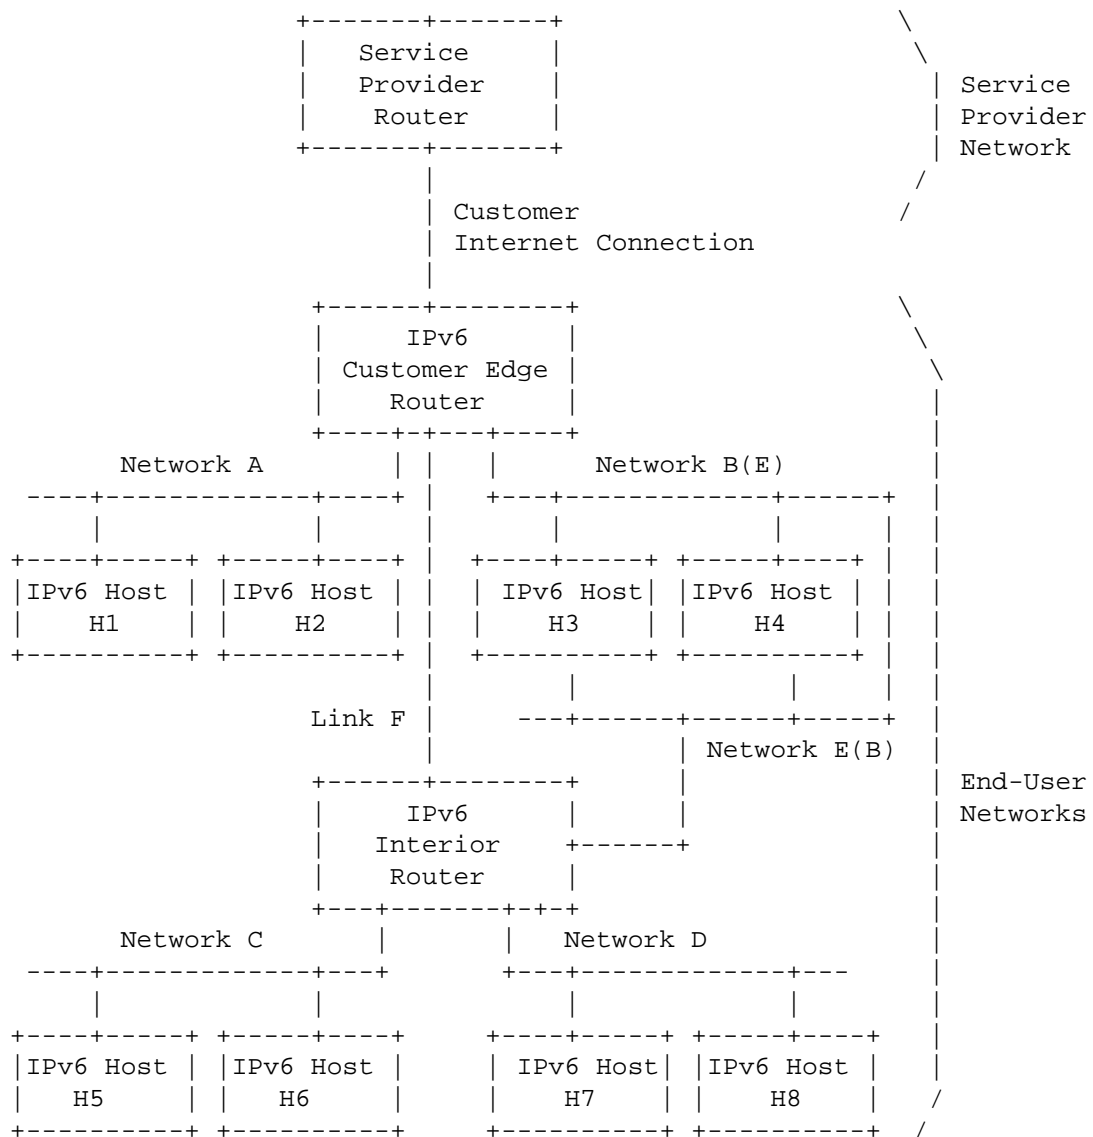 Service
Provider
Router
Service
Provider
Network
Customer
Internet Connection
IPv6
Customer Edge
Router
Network A
Network B(E)
IPv6 Host
H1
IPv6 Host
H2
IPv6 Host
H3
IPv6 Host
H4
Link F
Network E(B)
End-User
Networks
IPv6
Interior
Router
Network C
Network D
IPv6 Host
H5
IPv6 Host
H6
IPv6 Host
H7
IPv6 Host
H8